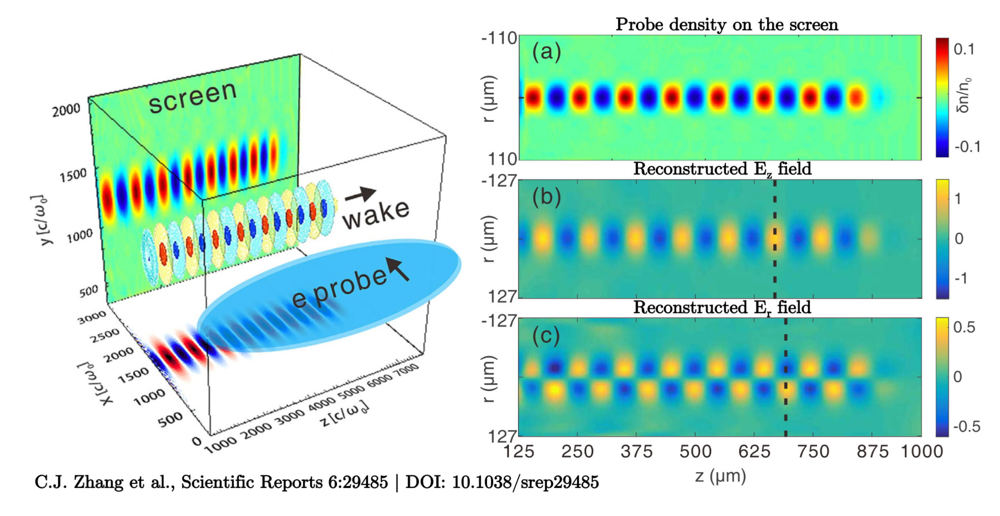 screen
wake
e probe
2000
1500
1000
500
y [c/ω₀]
3000
2500
2000
1500
1000
500
0
x [c/ω₀]
1000 2000 3000 4000 5000 6000 7000
z [c/ω₀]
Probe density on the screen
(a)
-110
110
r (μm)
0.1
-0.1
δn/n₀
Reconstructed E_z field
(b)
-127
127
r (μm)
1
0
-1
Reconstructed E_r field
(c)
-127
127
r (μm)
0.5
0
-0.5
125 250 375 500 625 750 875 1000
z (μm)
C.J. Zhang et al., Scientific Reports 6:29485 | DOI: 10.1038/srep29485